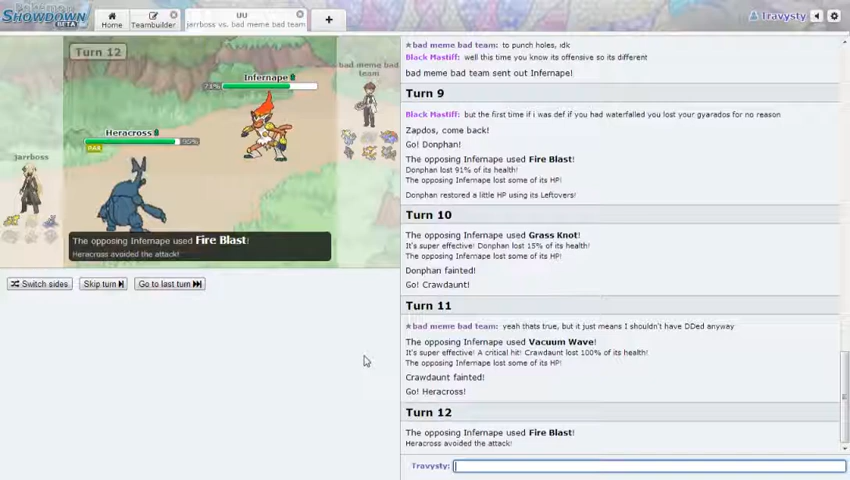 Pokémon
SHOWDOWN
BETA
Home
Teambuilder
UU
jarrboss vs. bad meme bad team
+
Travysty
Turn 12
bad meme bad
team
Infernape
71%
Heracross
90%
PAR
jarrboss
The opposing Infernape used Fire Blast!
Heracross avoided the attack!
Switch sides
Skip turn
Go to last turn
★bad meme bad team: to punch holes, idk
Black Mastiff: well this time you know its offensive so its different
bad meme bad team sent out Infernape!
Turn 9
Black Mastiff: but the first time if i was def if you had waterfalled you lost your gyarados for no reason
Zapdos, come back!
Go! Donphan!
The opposing Infernape used Fire Blast!
Donphan lost 91% of its health!
The opposing Infernape lost some of its HP!
Donphan restored a little HP using its Leftovers!
Turn 10
The opposing Infernape used Grass Knot!
It's super effective! Donphan lost 15% of its health!
The opposing Infernape lost some of its HP!
Donphan fainted!
Go! Crawdaunt!
Turn 11
★bad meme bad team: yeah thats true, but it just means I shouldn't have DDed anyway
The opposing Infernape used Vacuum Wave!
It's super effective! A critical hit! Crawdaunt lost 100% of its health!
The opposing Infernape lost some of its HP!
Crawdaunt fainted!
Go! Heracross!
Turn 12
The opposing Infernape used Fire Blast!
Heracross avoided the attack!
Travysty: